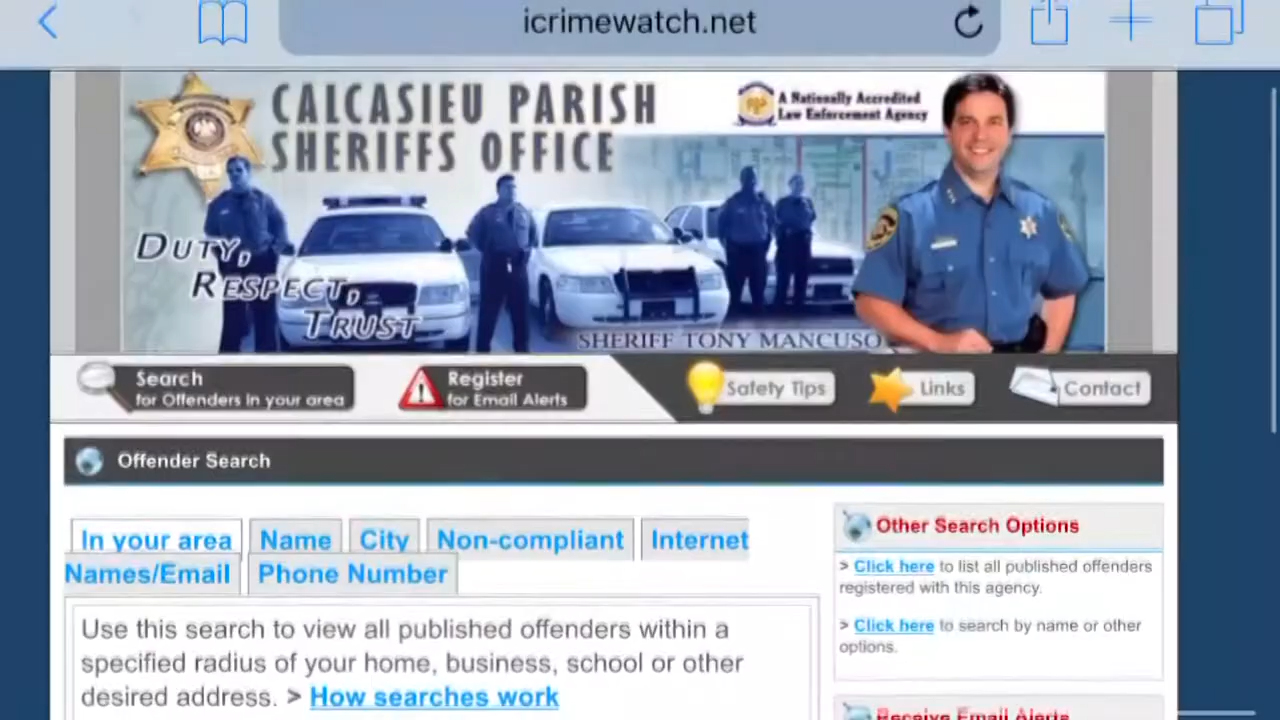 icrimewatch.net
CALCASIEU PARISH
SHERIFFS OFFICE
A Nationally Accredited
Law Enforcement Agency
DUTY,
RESPECT,
TRUST
SHERIFF TONY MANCUSO
Search
for Offenders in your area
Register
for Email Alerts
Safety Tips
Links
Contact
Offender Search
In your area
Name
City
Non-compliant
Internet
Names/Email
Phone Number
Use this search to view all published offenders within a
specified radius of your home, business, school or other
desired address. > How searches work
Other Search Options
> Click here to list all published offenders
registered with this agency.
> Click here to search by name or other
options.
Receive Email Alerts